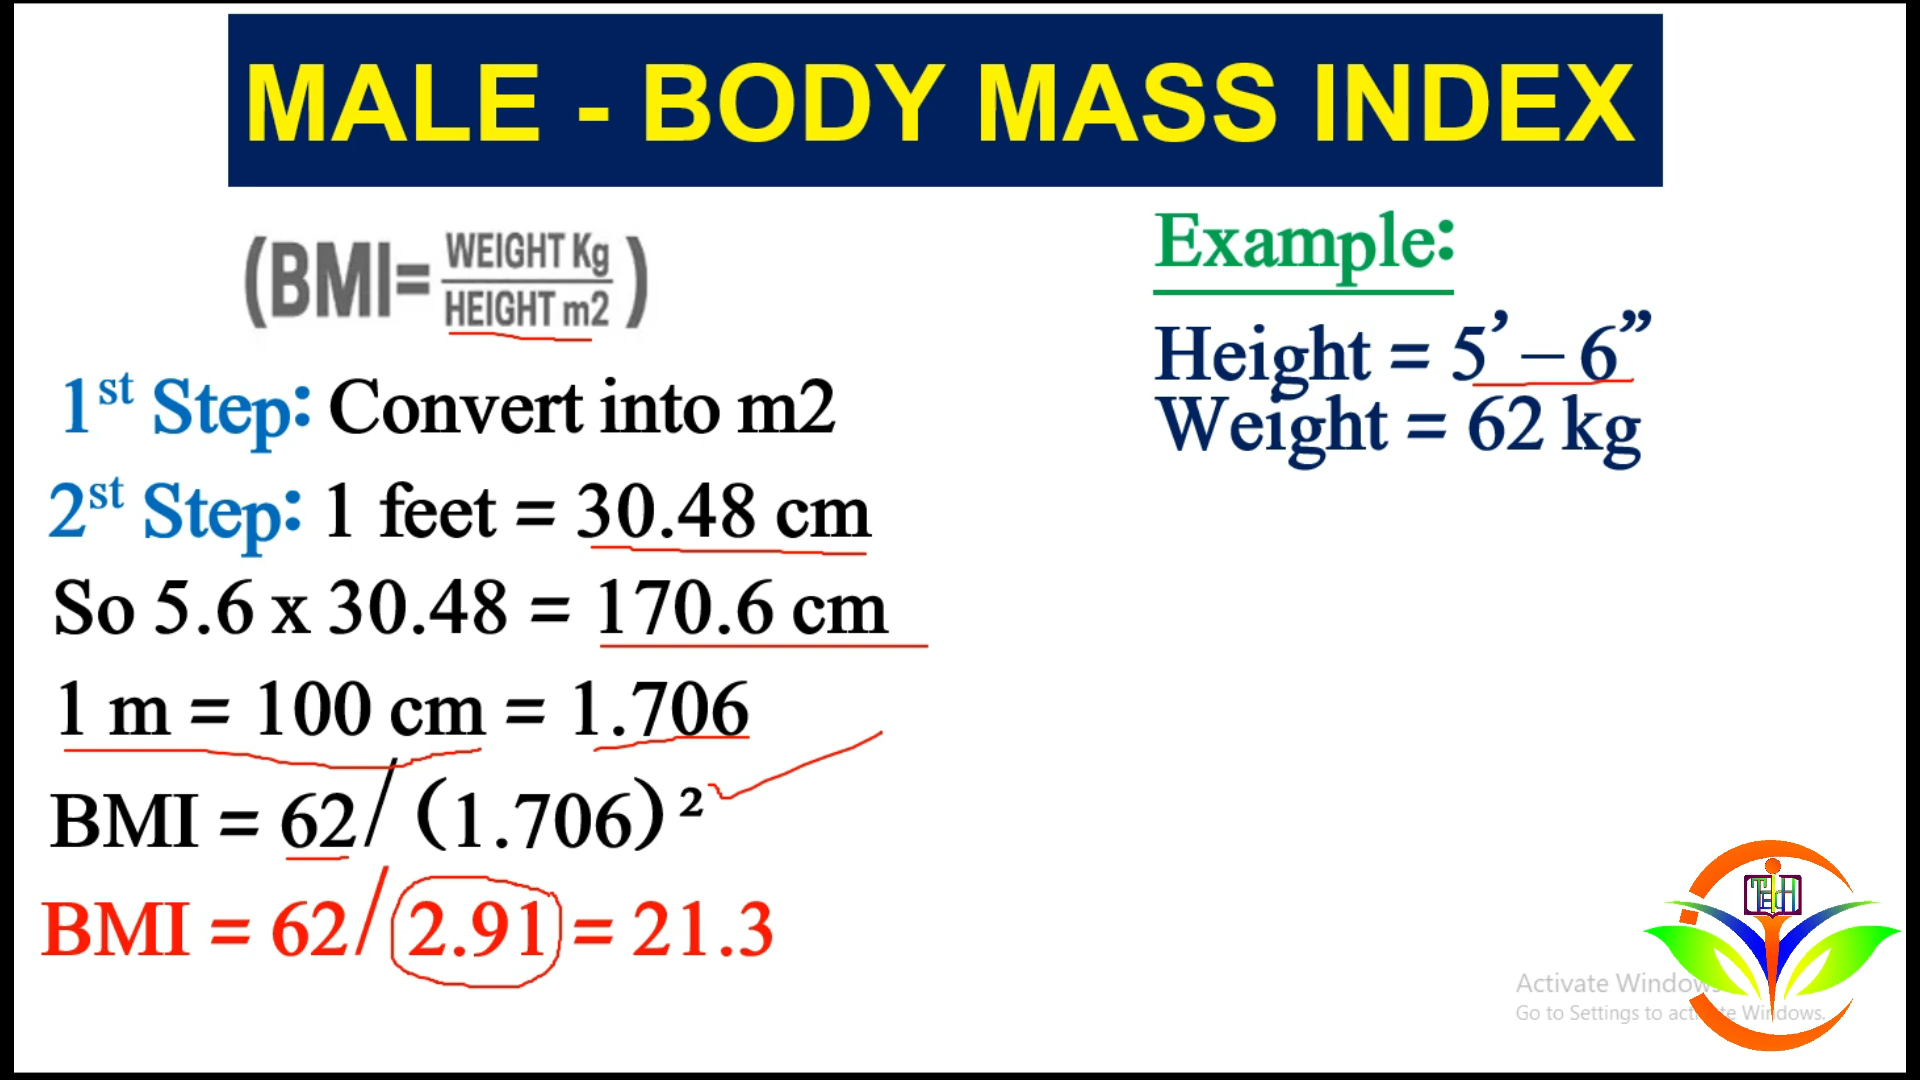 MALE - BODY MASS INDEX
(BMI= WEIGHT Kg
HEIGHT m2 )
1st Step: Convert into m2
2st Step: 1 feet = 30.48 cm
So 5.6 x 30.48 = 170.6 cm
1 m = 100 cm = 1.706
BMI = 62/ (1.706)²
BMI = 62/ 2.91 = 21.3
Example:
Height = 5’ – 6”
Weight = 62 kg
TECH
Activate Windows
Go to Settings to activate Windows.